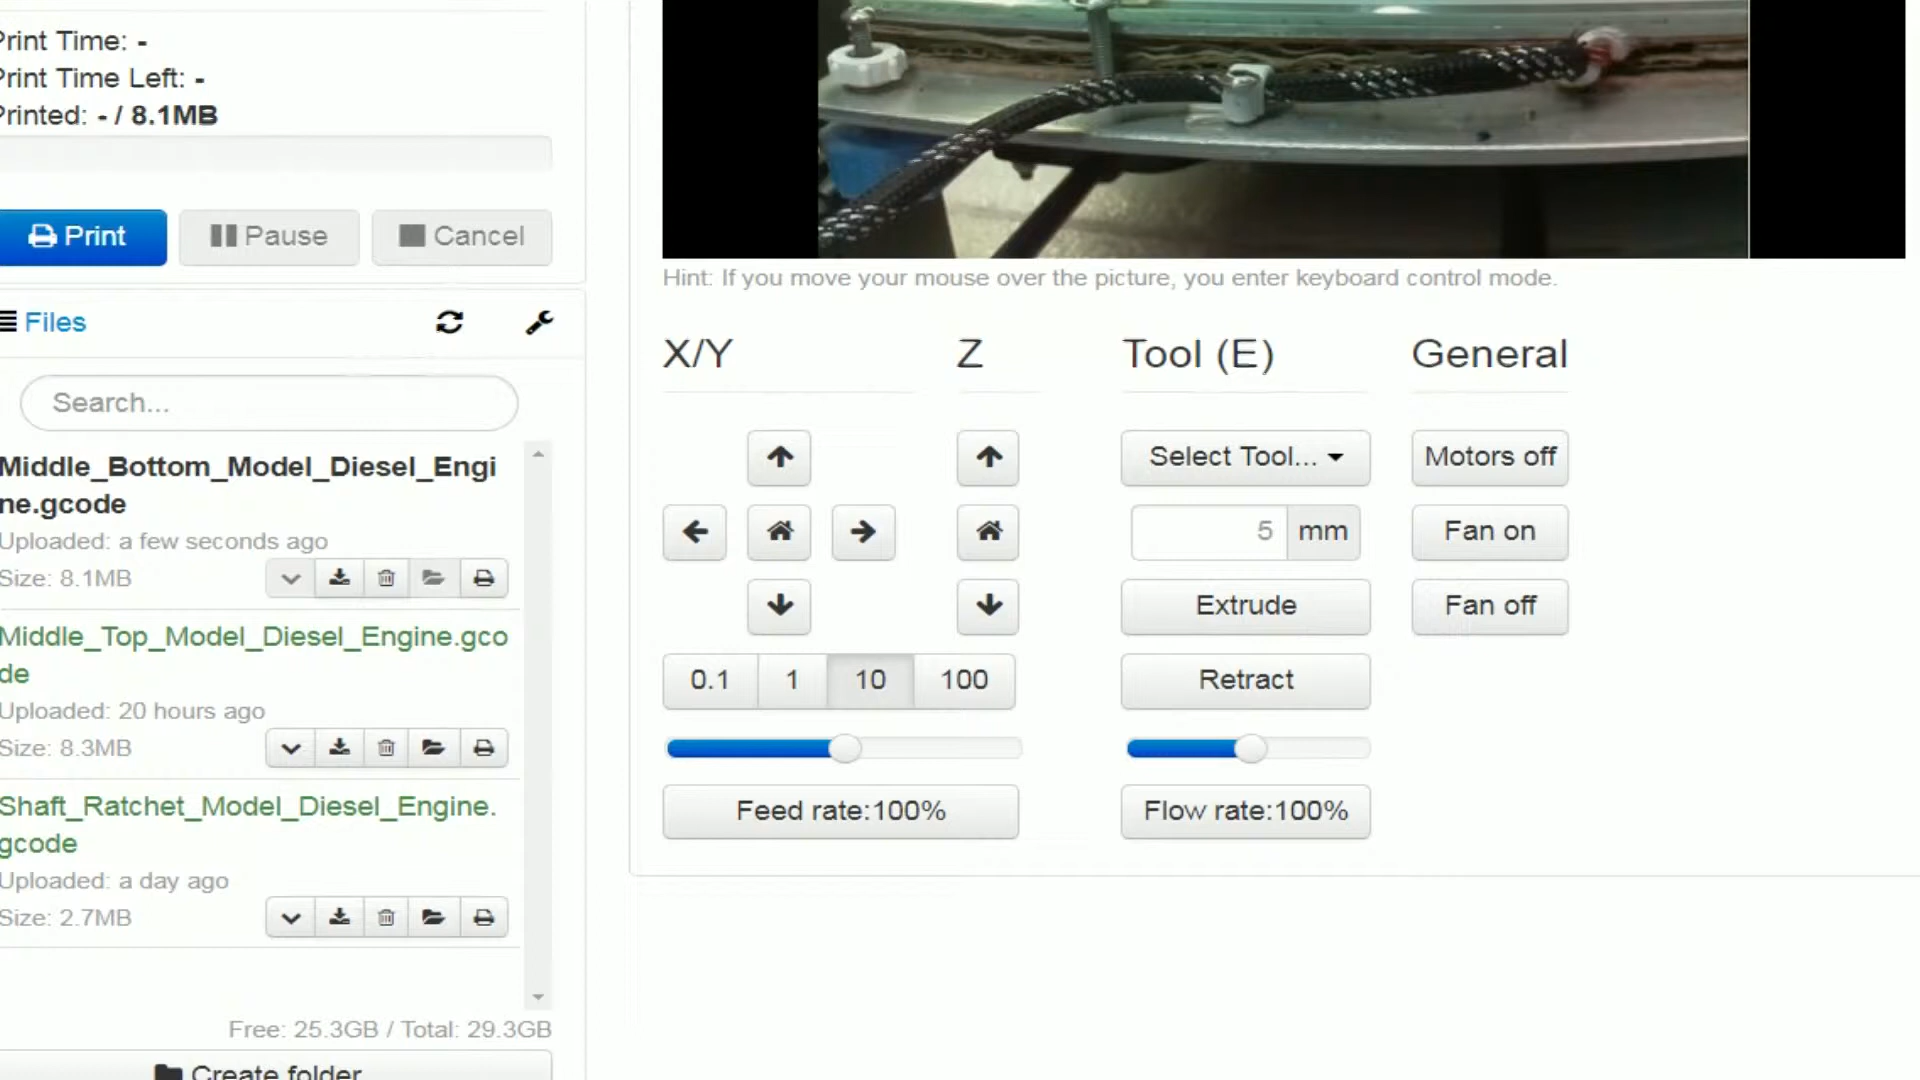 Print Time: -
Print Time Left: -
Printed: - / 8.1MB
Print
Pause
Cancel
Files
Search...
Middle_Bottom_Model_Diesel_Engi
ne.gcode
Uploaded: a few seconds ago
Size: 8.1MB
Middle_Top_Model_Diesel_Engine.gco
de
Uploaded: 20 hours ago
Size: 8.3MB
Shaft_Ratchet_Model_Diesel_Engine.
gcode
Uploaded: a day ago
Size: 2.7MB
Free: 25.3GB / Total: 29.3GB
Create folder
Hint: If you move your mouse over the picture, you enter keyboard control mode.
X/Y
Z
Tool (E)
General
Select Tool...
Motors off
5 mm
Fan on
Extrude
Fan off
0.1 1 10 100
Retract
Feed rate:100%
Flow rate:100%